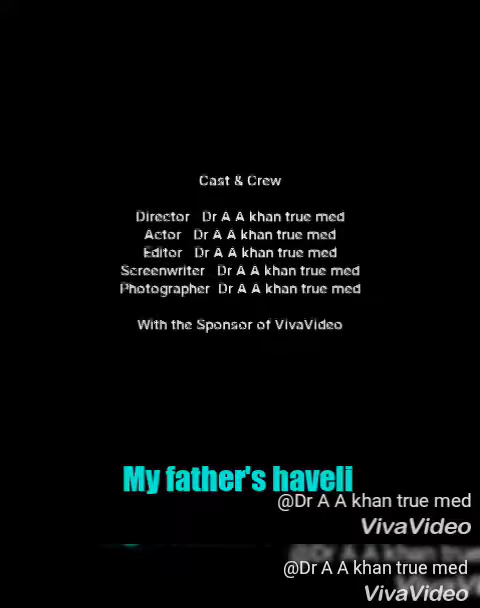 Cast & Crew
Director Dr A A khan true med
Actor Dr A A khan true med
Editor Dr A A khan true med
Screenwriter Dr A A khan true med
Photographer Dr A A khan true med
With the Sponsor of VivaVideo
My father's haveli
@Dr A A khan true med
VivaVideo
@Dr A A khan true med
VivaVideo